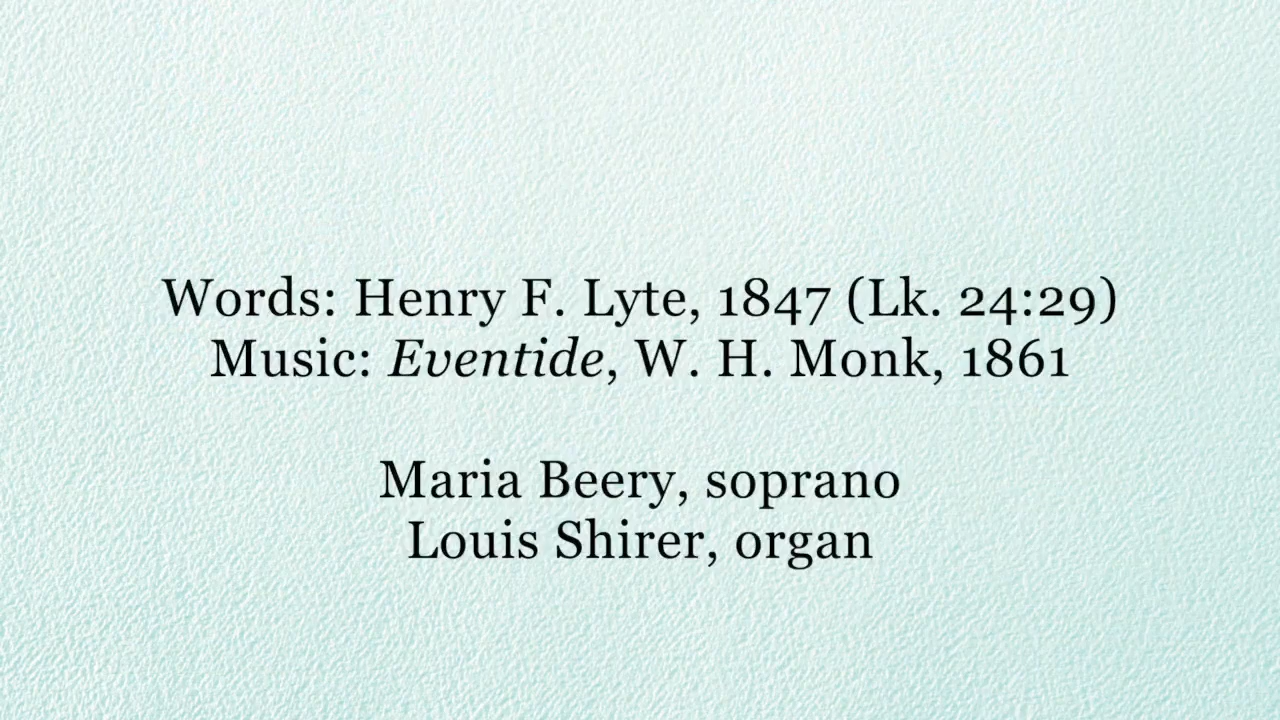 Words: Henry F. Lyte, 1847 (Lk. 24:29)
Music: Eventide, W. H. Monk, 1861
Maria Beery, soprano
Louis Shirer, organ